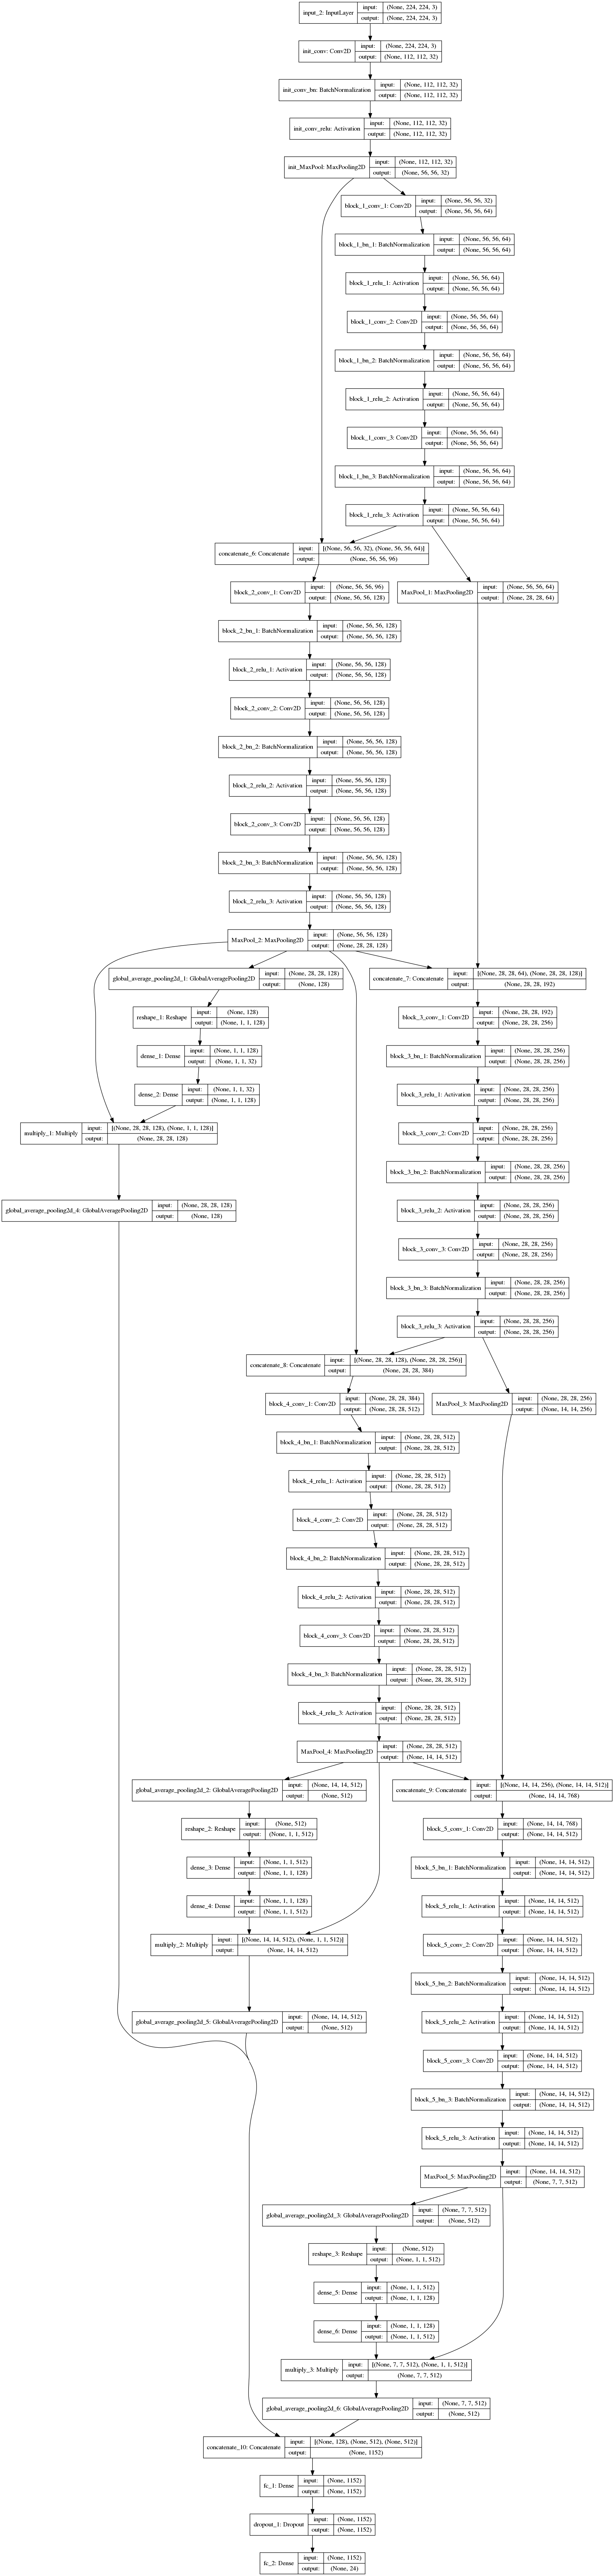 input_2: InputLayer
input: (None, 224, 224, 3)
output: (None, 224, 224, 3)
init_conv: Conv2D
input: (None, 224, 224, 3)
output: (None, 112, 112, 32)
init_conv_bn: BatchNormalization
input: (None, 112, 112, 32)
output: (None, 112, 112, 32)
init_conv_relu: Activation
input: (None, 112, 112, 32)
output: (None, 112, 112, 32)
init_MaxPool: MaxPooling2D
input: (None, 112, 112, 32)
output: (None, 56, 56, 32)
block_1_conv_1: Conv2D
input: (None, 56, 56, 32)
output: (None, 56, 56, 64)
block_1_bn_1: BatchNormalization
input: (None, 56, 56, 64)
output: (None, 56, 56, 64)
block_1_relu_1: Activation
input: (None, 56, 56, 64)
output: (None, 56, 56, 64)
block_1_conv_2: Conv2D
input: (None, 56, 56, 64)
output: (None, 56, 56, 64)
block_1_bn_2: BatchNormalization
input: (None, 56, 56, 64)
output: (None, 56, 56, 64)
block_1_relu_2: Activation
input: (None, 56, 56, 64)
output: (None, 56, 56, 64)
block_1_conv_3: Conv2D
input: (None, 56, 56, 64)
output: (None, 56, 56, 64)
block_1_bn_3: BatchNormalization
input: (None, 56, 56, 64)
output: (None, 56, 56, 64)
block_1_relu_3: Activation
input: (None, 56, 56, 64)
output: (None, 56, 56, 64)
concatenate_6: Concatenate
input: [(None, 56, 56, 32), (None, 56, 56, 64)]
output: (None, 56, 56, 96)
block_2_conv_1: Conv2D
input: (None, 56, 56, 96)
output: (None, 56, 56, 128)
MaxPool_1: MaxPooling2D
input: (None, 56, 56, 64)
output: (None, 28, 28, 64)
block_2_bn_1: BatchNormalization
input: (None, 56, 56, 128)
output: (None, 56, 56, 128)
block_2_relu_1: Activation
input: (None, 56, 56, 128)
output: (None, 56, 56, 128)
block_2_conv_2: Conv2D
input: (None, 56, 56, 128)
output: (None, 56, 56, 128)
block_2_bn_2: BatchNormalization
input: (None, 56, 56, 128)
output: (None, 56, 56, 128)
block_2_relu_2: Activation
input: (None, 56, 56, 128)
output: (None, 56, 56, 128)
block_2_conv_3: Conv2D
input: (None, 56, 56, 128)
output: (None, 56, 56, 128)
block_2_bn_3: BatchNormalization
input: (None, 56, 56, 128)
output: (None, 56, 56, 128)
block_2_relu_3: Activation
input: (None, 56, 56, 128)
output: (None, 56, 56, 128)
MaxPool_2: MaxPooling2D
input: (None, 56, 56, 128)
output: (None, 28, 28, 128)
global_average_pooling2d_1: GlobalAveragePooling2D
input: (None, 28, 28, 128)
output: (None, 128)
concatenate_7: Concatenate
input: [(None, 28, 28, 64), (None, 28, 28, 128)]
output: (None, 28, 28, 192)
reshape_1: Reshape
input: (None, 128)
output: (None, 1, 1, 128)
block_3_conv_1: Conv2D
input: (None, 28, 28, 192)
output: (None, 28, 28, 256)
dense_1: Dense
input: (None, 1, 1, 128)
output: (None, 1, 1, 32)
block_3_bn_1: BatchNormalization
input: (None, 28, 28, 256)
output: (None, 28, 28, 256)
dense_2: Dense
input: (None, 1, 1, 32)
output: (None, 1, 1, 128)
block_3_relu_1: Activation
input: (None, 28, 28, 256)
output: (None, 28, 28, 256)
multiply_1: Multiply
input: [(None, 28, 28, 128), (None, 1, 1, 128)]
output: (None, 28, 28, 128)
block_3_conv_2: Conv2D
input: (None, 28, 28, 256)
output: (None, 28, 28, 256)
block_3_bn_2: BatchNormalization
input: (None, 28, 28, 256)
output: (None, 28, 28, 256)
global_average_pooling2d_4: GlobalAveragePooling2D
input: (None, 28, 28, 128)
output: (None, 128)
block_3_relu_2: Activation
input: (None, 28, 28, 256)
output: (None, 28, 28, 256)
block_3_conv_3: Conv2D
input: (None, 28, 28, 256)
output: (None, 28, 28, 256)
block_3_bn_3: BatchNormalization
input: (None, 28, 28, 256)
output: (None, 28, 28, 256)
block_3_relu_3: Activation
input: (None, 28, 28, 256)
output: (None, 28, 28, 256)
concatenate_8: Concatenate
input: [(None, 28, 28, 128), (None, 28, 28, 256)]
output: (None, 28, 28, 384)
block_4_conv_1: Conv2D
input: (None, 28, 28, 384)
output: (None, 28, 28, 512)
MaxPool_3: MaxPooling2D
input: (None, 28, 28, 256)
output: (None, 14, 14, 256)
block_4_bn_1: BatchNormalization
input: (None, 28, 28, 512)
output: (None, 28, 28, 512)
block_4_relu_1: Activation
input: (None, 28, 28, 512)
output: (None, 28, 28, 512)
block_4_conv_2: Conv2D
input: (None, 28, 28, 512)
output: (None, 28, 28, 512)
block_4_bn_2: BatchNormalization
input: (None, 28, 28, 512)
output: (None, 28, 28, 512)
block_4_relu_2: Activation
input: (None, 28, 28, 512)
output: (None, 28, 28, 512)
block_4_conv_3: Conv2D
input: (None, 28, 28, 512)
output: (None, 28, 28, 512)
block_4_bn_3: BatchNormalization
input: (None, 28, 28, 512)
output: (None, 28, 28, 512)
block_4_relu_3: Activation
input: (None, 28, 28, 512)
output: (None, 28, 28, 512)
MaxPool_4: MaxPooling2D
input: (None, 28, 28, 512)
output: (None, 14, 14, 512)
global_average_pooling2d_2: GlobalAveragePooling2D
input: (None, 14, 14, 512)
output: (None, 512)
concatenate_9: Concatenate
input: [(None, 14, 14, 256), (None, 14, 14, 512)]
output: (None, 14, 14, 768)
reshape_2: Reshape
input: (None, 512)
output: (None, 1, 1, 512)
block_5_conv_1: Conv2D
input: (None, 14, 14, 768)
output: (None, 14, 14, 512)
dense_3: Dense
input: (None, 1, 1, 512)
output: (None, 1, 1, 128)
block_5_bn_1: BatchNormalization
input: (None, 14, 14, 512)
output: (None, 14, 14, 512)
dense_4: Dense
input: (None, 1, 1, 128)
output: (None, 1, 1, 512)
block_5_relu_1: Activation
input: (None, 14, 14, 512)
output: (None, 14, 14, 512)
multiply_2: Multiply
input: [(None, 14, 14, 512), (None, 1, 1, 512)]
output: (None, 14, 14, 512)
block_5_conv_2: Conv2D
input: (None, 14, 14, 512)
output: (None, 14, 14, 512)
block_5_bn_2: BatchNormalization
input: (None, 14, 14, 512)
output: (None, 14, 14, 512)
global_average_pooling2d_5: GlobalAveragePooling2D
input: (None, 14, 14, 512)
output: (None, 512)
block_5_relu_2: Activation
input: (None, 14, 14, 512)
output: (None, 14, 14, 512)
block_5_conv_3: Conv2D
input: (None, 14, 14, 512)
output: (None, 14, 14, 512)
block_5_bn_3: BatchNormalization
input: (None, 14, 14, 512)
output: (None, 14, 14, 512)
block_5_relu_3: Activation
input: (None, 14, 14, 512)
output: (None, 14, 14, 512)
MaxPool_5: MaxPooling2D
input: (None, 14, 14, 512)
output: (None, 7, 7, 512)
global_average_pooling2d_3: GlobalAveragePooling2D
input: (None, 7, 7, 512)
output: (None, 512)
reshape_3: Reshape
input: (None, 512)
output: (None, 1, 1, 512)
dense_5: Dense
input: (None, 1, 1, 512)
output: (None, 1, 1, 128)
dense_6: Dense
input: (None, 1, 1, 128)
output: (None, 1, 1, 512)
multiply_3: Multiply
input: [(None, 7, 7, 512), (None, 1, 1, 512)]
output: (None, 7, 7, 512)
global_average_pooling2d_6: GlobalAveragePooling2D
input: (None, 7, 7, 512)
output: (None, 512)
concatenate_10: Concatenate
input: [(None, 128), (None, 512), (None, 512)]
output: (None, 1152)
fc_1: Dense
input: (None, 1152)
output: (None, 1152)
dropout_1: Dropout
input: (None, 1152)
output: (None, 1152)
fc_2: Dense
input: (None, 1152)
output: (None, 24)